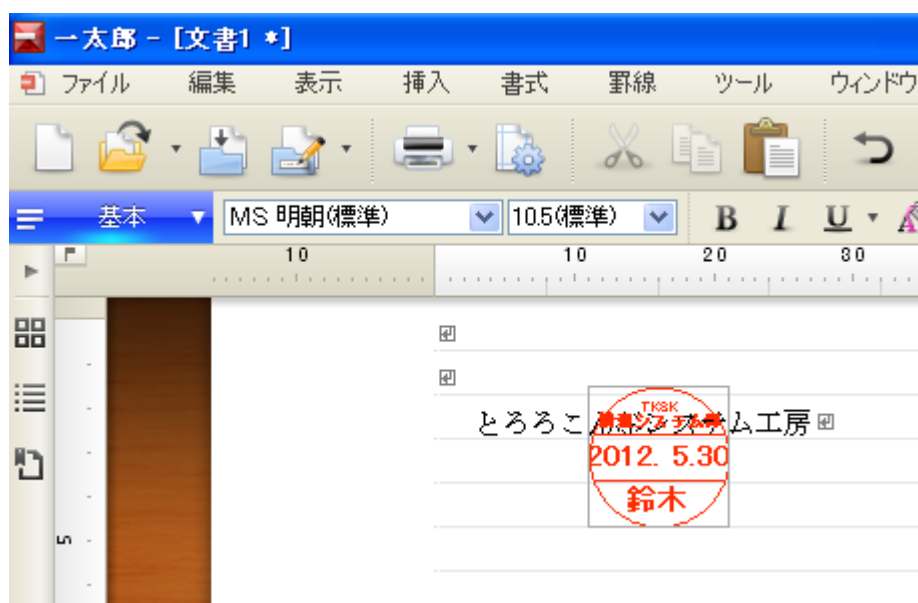 一太郎 - [文書1 *]
ファイル 編集 表示 挿入 書式 罫線 ツール ウィンドウ
基本 MS 明朝(標準) 10.5(標準) B I U
10 10 20 30
とろろこ ム工房
TKSK
2012. 5.30
鈴木
5